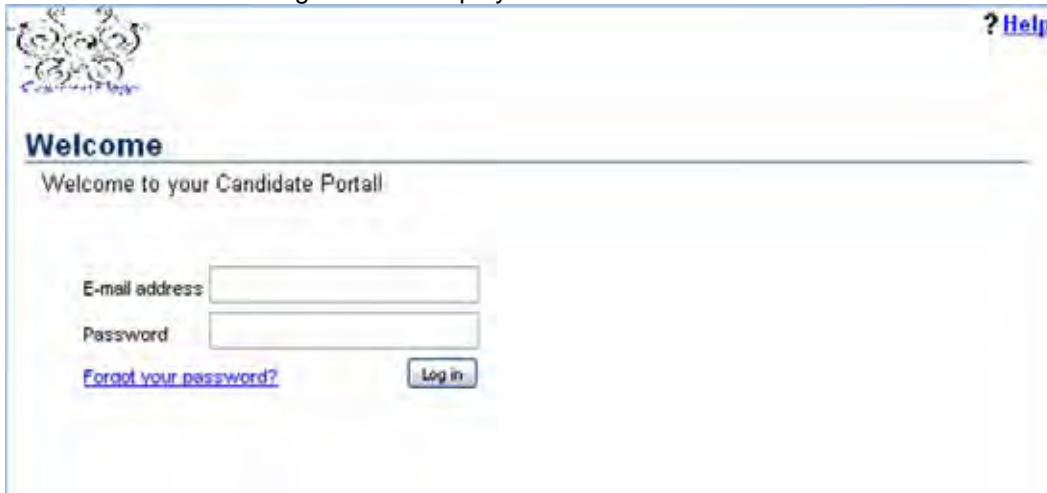 ? Help
Welcome
Welcome to your Candidate Portal!
E-mail address
Password
Forgot your password?
Log in